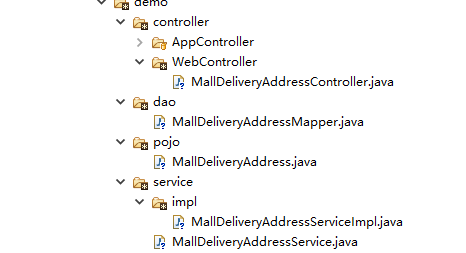 demo
controller
AppController
WebController
MallDeliveryAddressController.java
dao
MallDeliveryAddressMapper.java
pojo
MallDeliveryAddress.java
service
impl
MallDeliveryAddressServiceImpl.java
MallDeliveryAddressService.java